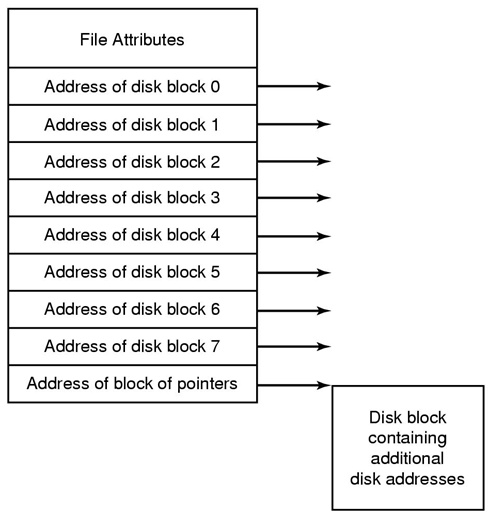 File Attributes
Address of disk block 0
Address of disk block 1
Address of disk block 2
Address of disk block 3
Address of disk block 4
Address of disk block 5
Address of disk block 6
Address of disk block 7
Address of block of pointers
Disk block
containing
additional
disk addresses